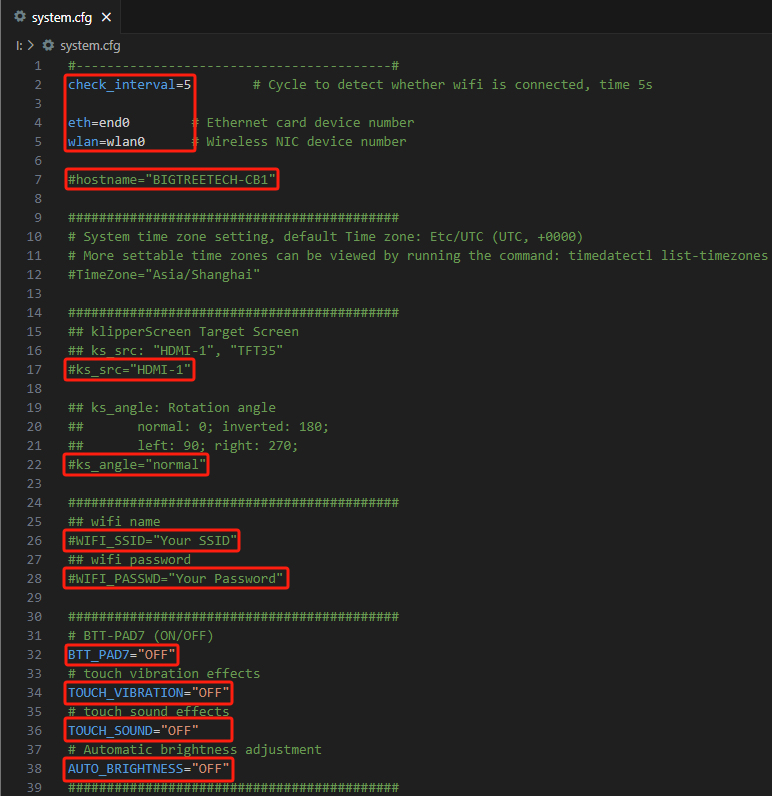 system.cfg ×
I: > system.cfg
1 #-----------------------------------------#
2 check_interval=5 # Cycle to detect whether wifi is connected, time 5s
3
4 eth=end0 # Ethernet card device number
5 wlan=wlan0 # Wireless NIC device number
6
7 #hostname="BIGTREETECH-CB1"
8
9 ###########################################
10 # System time zone setting, default Time zone: Etc/UTC (UTC, +0000)
11 # More settable time zones can be viewed by running the command: timedatectl list-timezones
12 #TimeZone="Asia/Shanghai"
13
14 ###########################################
15 ## klipperScreen Target Screen
16 ## ks_src: "HDMI-1", "TFT35"
17 #ks_src="HDMI-1"
18
19 ## ks_angle: Rotation angle
20 ##       normal: 0; inverted: 180;
21 ##       left: 90; right: 270;
22 #ks_angle="normal"
23
24 ###########################################
25 ## wifi name
26 #WIFI_SSID="Your SSID"
27 ## wifi password
28 #WIFI_PASSWD="Your Password"
29
30 ###########################################
31 # BTT-PAD7 (ON/OFF)
32 BTT_PAD7="OFF"
33 # touch vibration effects
34 TOUCH_VIBRATION="OFF"
35 # touch sound effects
36 TOUCH_SOUND="OFF"
37 # Automatic brightness adjustment
38 AUTO_BRIGHTNESS="OFF"
39 ###########################################